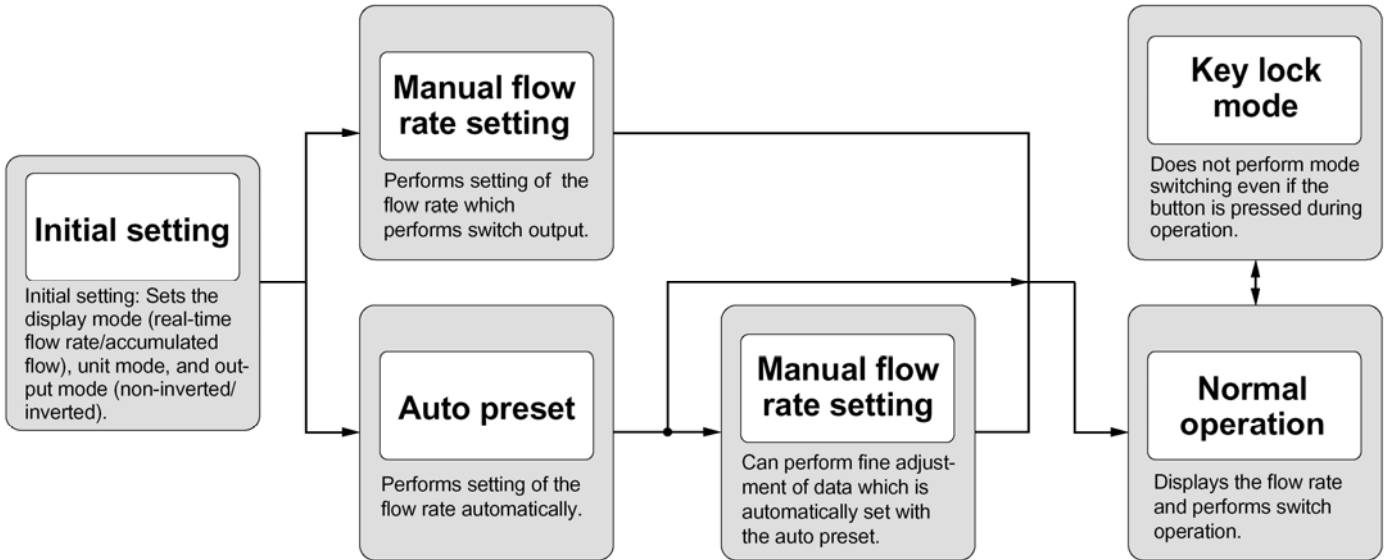 Initial setting
Initial setting: Sets the
display mode (real-time
flow rate/accumulated
flow), unit mode, and out-
put mode (non-inverted/
inverted).
Manual flow
rate setting
Performs setting of the
flow rate which
performs switch output.
Auto preset
Performs setting of the
flow rate automatically.
Manual flow
rate setting
Can perform fine adjust-
ment of data which is
automatically set with
the auto preset.
Key lock
mode
Does not perform mode
switching even if the
button is pressed during
operation.
Normal
operation
Displays the flow rate
and performs switch
operation.